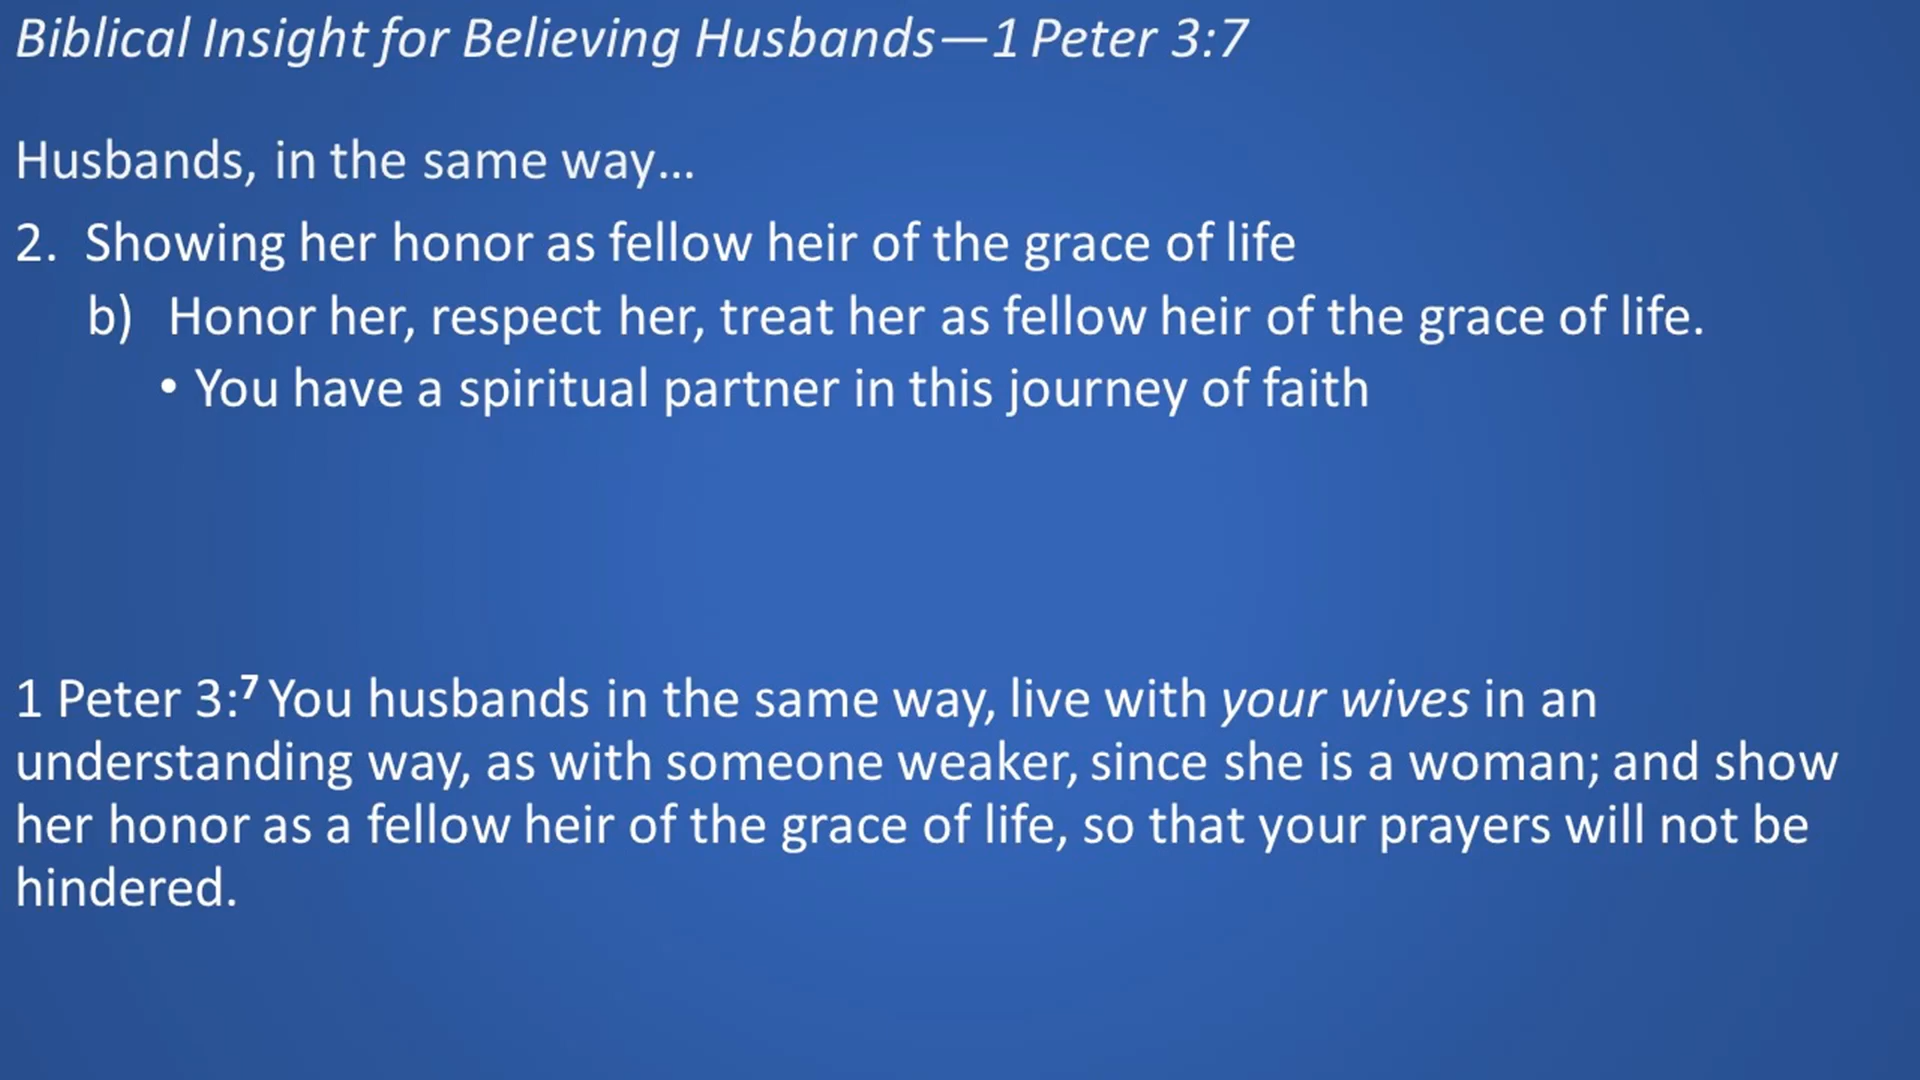 Biblical Insight for Believing Husbands—1 Peter 3:7
Husbands, in the same way...
2. Showing her honor as fellow heir of the grace of life
b) Honor her, respect her, treat her as fellow heir of the grace of life.
• You have a spiritual partner in this journey of faith
1 Peter 3:⁷ You husbands in the same way, live with your wives in an
understanding way, as with someone weaker, since she is a woman; and show
her honor as a fellow heir of the grace of life, so that your prayers will not be
hindered.